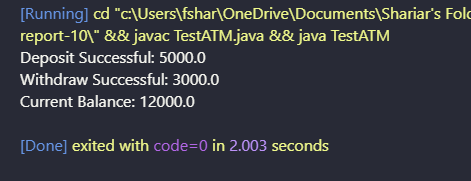 [Running] cd "c:\Users\fshar\OneDrive\Documents\Shariar's Fol
report-10\" && javac TestATM.java && java TestATM
Deposit Successful: 5000.0
Withdraw Successful: 3000.0
Current Balance: 12000.0
[Done] exited with code=0 in 2.003 seconds